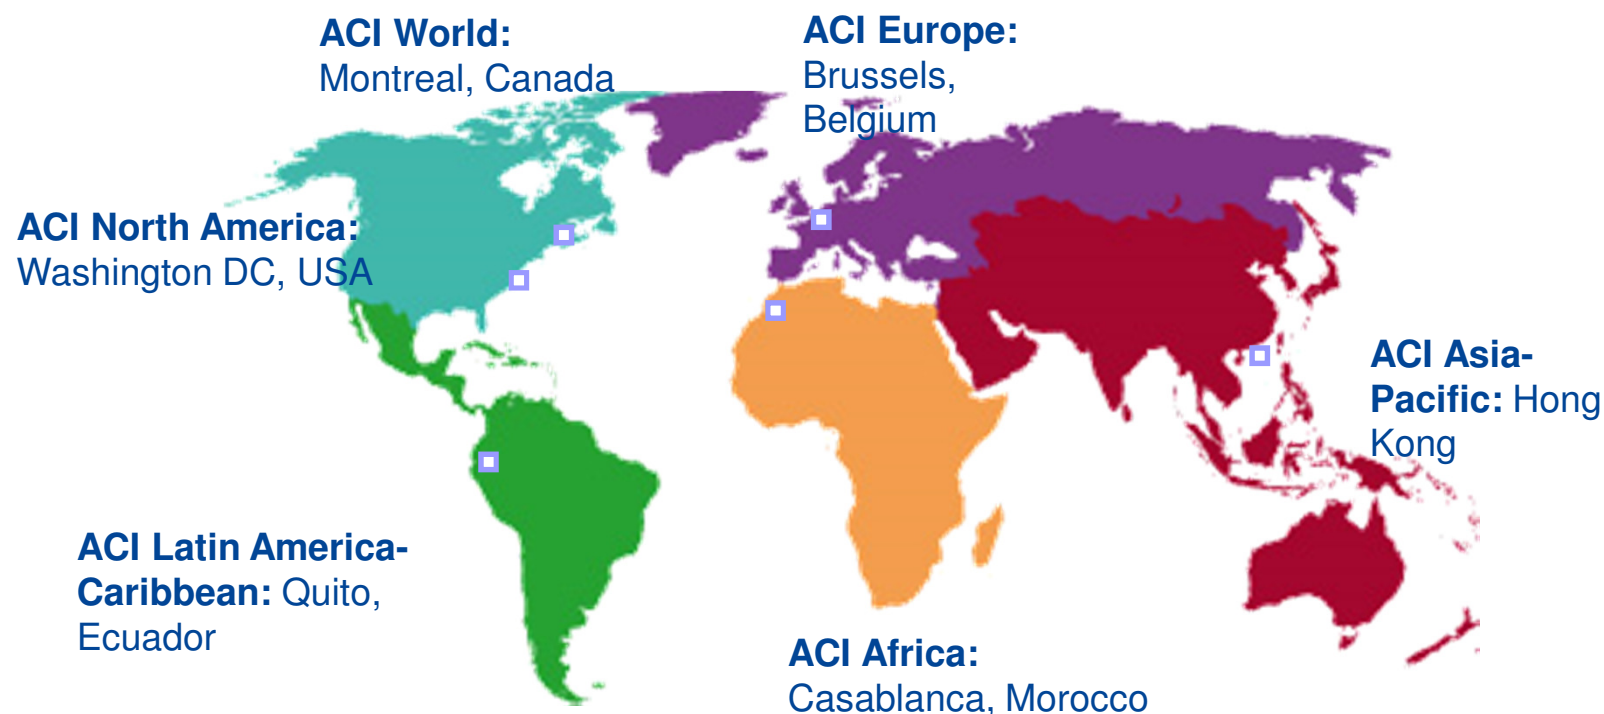 ACI World:
Montreal, Canada
ACI Europe:
Brussels,
Belgium
ACI North America:
Washington DC, USA
ACI Asia-
Pacific: Hong
Kong
ACI Latin America-
Caribbean: Quito,
Ecuador
ACI Africa:
Casablanca, Morocco